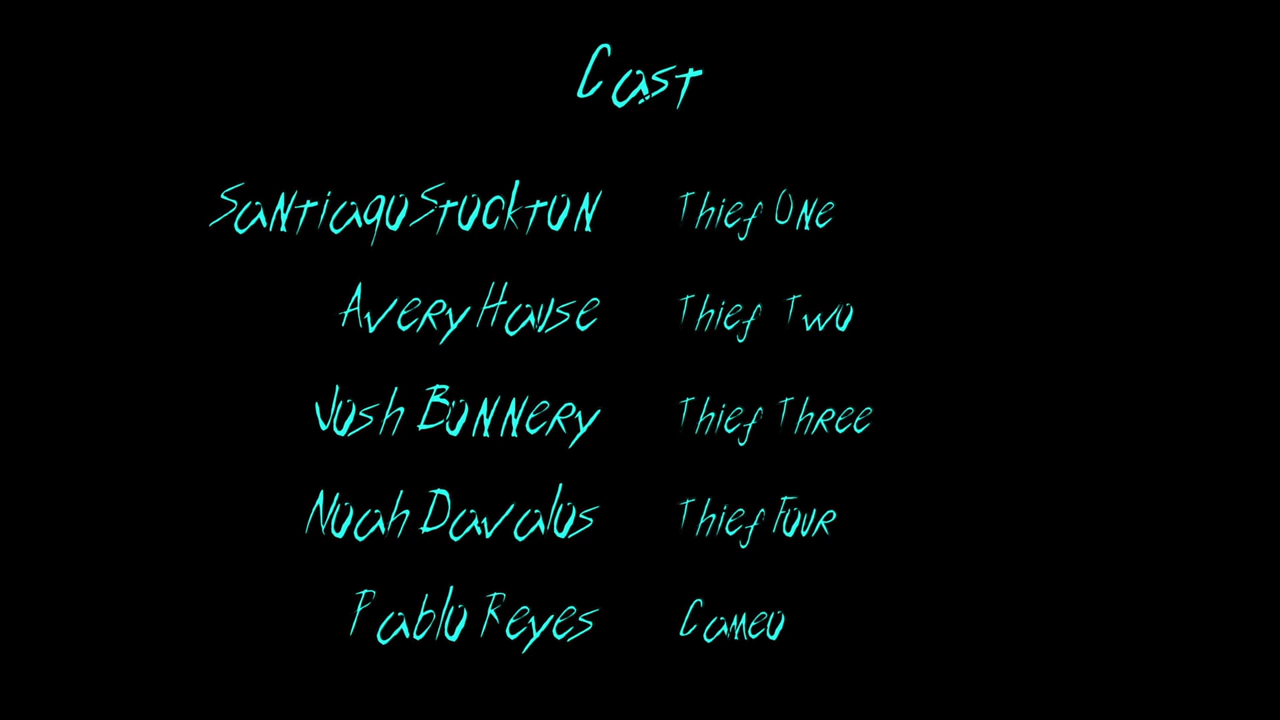 Cast
Santiago Stockton Thief One
Avery House Thief Two
Josh Bonnery Thief Three
Noah Davalos Thief Four
Pablo Reyes Cameo